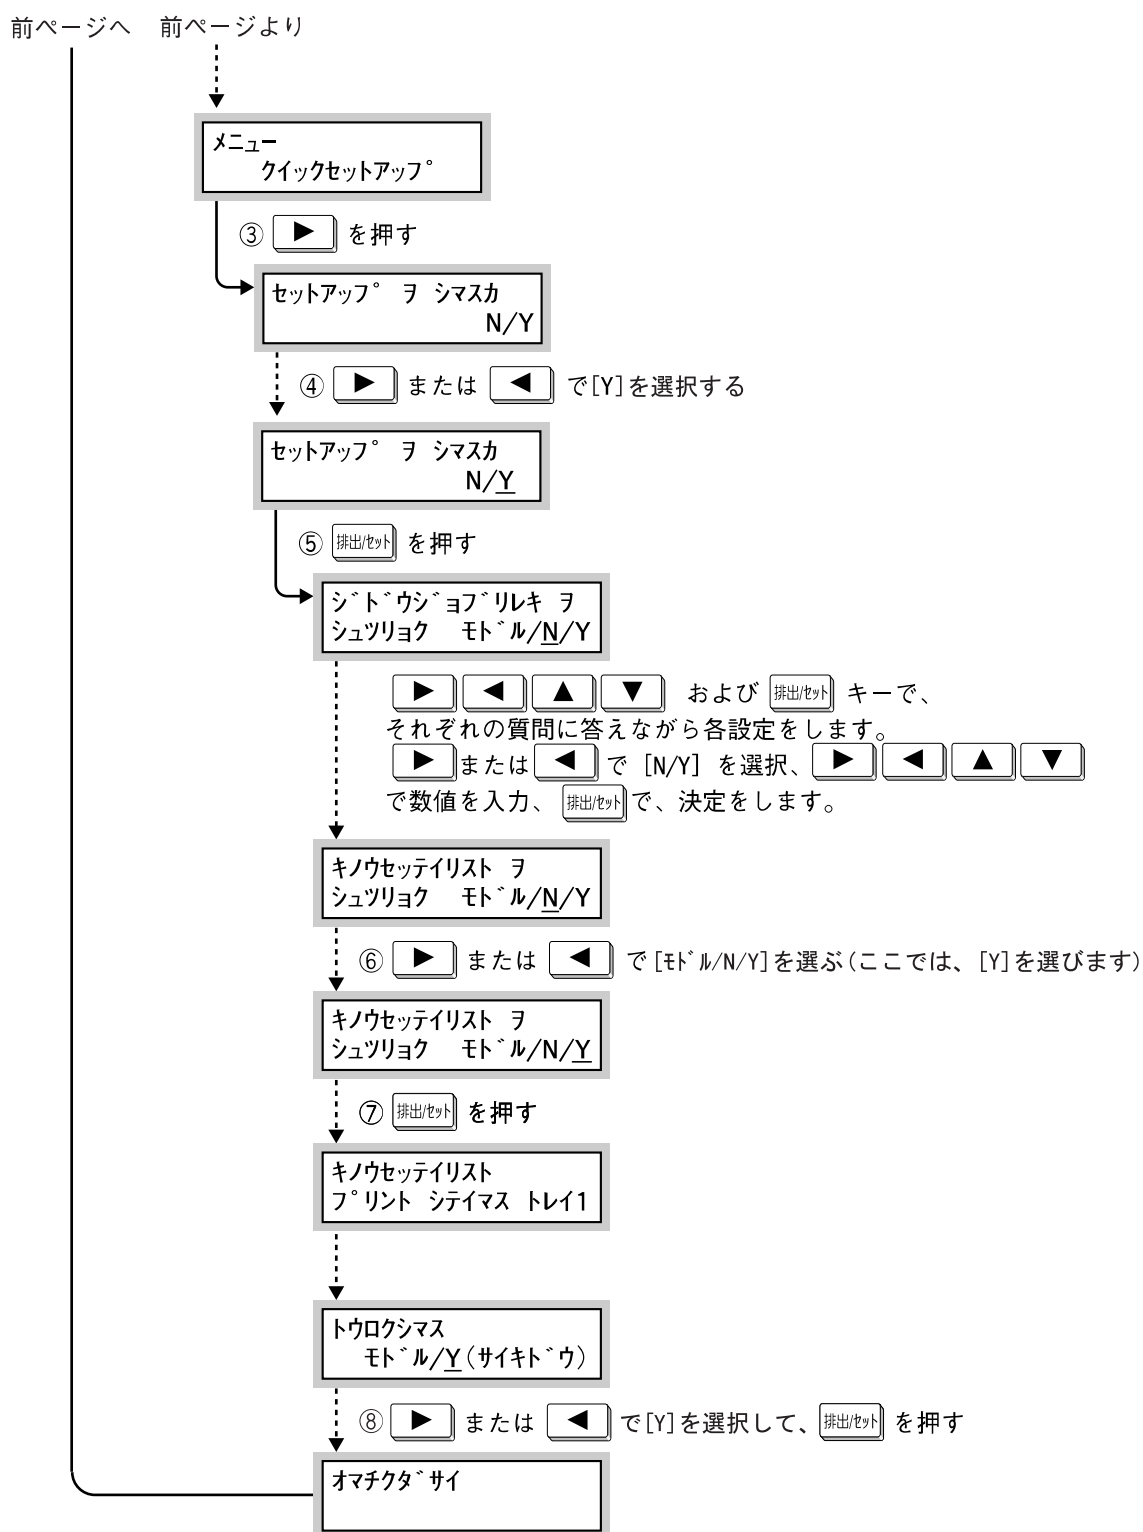 前ページへ 前ページより
メニュー
クイックセットアップ
③ ▶ を押す
セットアップ ヲ シマスカ
N/Y
④ ▶ または ◀ で[Y]を選択する
セットアップ ヲ シマスカ
N/Y
⑤ 排出/セット を押す
ジドウジョブリレキ ヲ
シュツリョク モドル/N/Y
▶ ◀ ▲ ▼ および 排出/セット キーで、
それぞれの質問に答えながら各設定をします。
▶ または ◀ で [N/Y] を選択、 ▶ ◀ ▲ ▼
で数値を入力、 排出/セット で、決定をします。
キノウセッテイリスト ヲ
シュツリョク モドル/N/Y
⑥ ▶ または ◀ で[モドル/N/Y]を選ぶ(ここでは、[Y]を選びます)
キノウセッテイリスト ヲ
シュツリョク モドル/N/Y
⑦ 排出/セット を押す
キノウセッテイリスト
プリント シテイマス トレイ1
トウロクシマス
モドル/Y(サイキドウ)
⑧ ▶ または ◀ で[Y]を選択して、 排出/セット を押す
オマチクダサイ